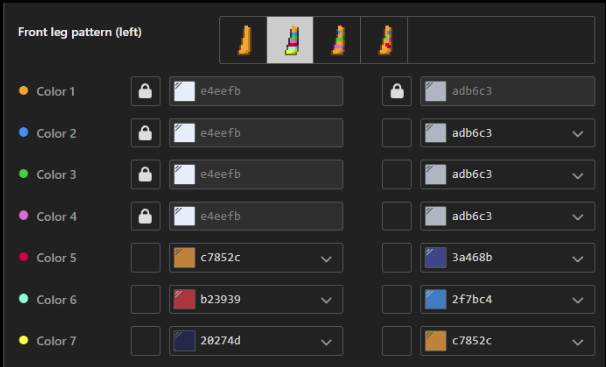 Front leg pattern (left)
Color 1 e4eefb adb6c3
Color 2 e4eefb adb6c3
Color 3 e4eefb adb6c3
Color 4 e4eefb adb6c3
Color 5 c7852c 3a468b
Color 6 b23939 2f7bc4
Color 7 20274d c7852c